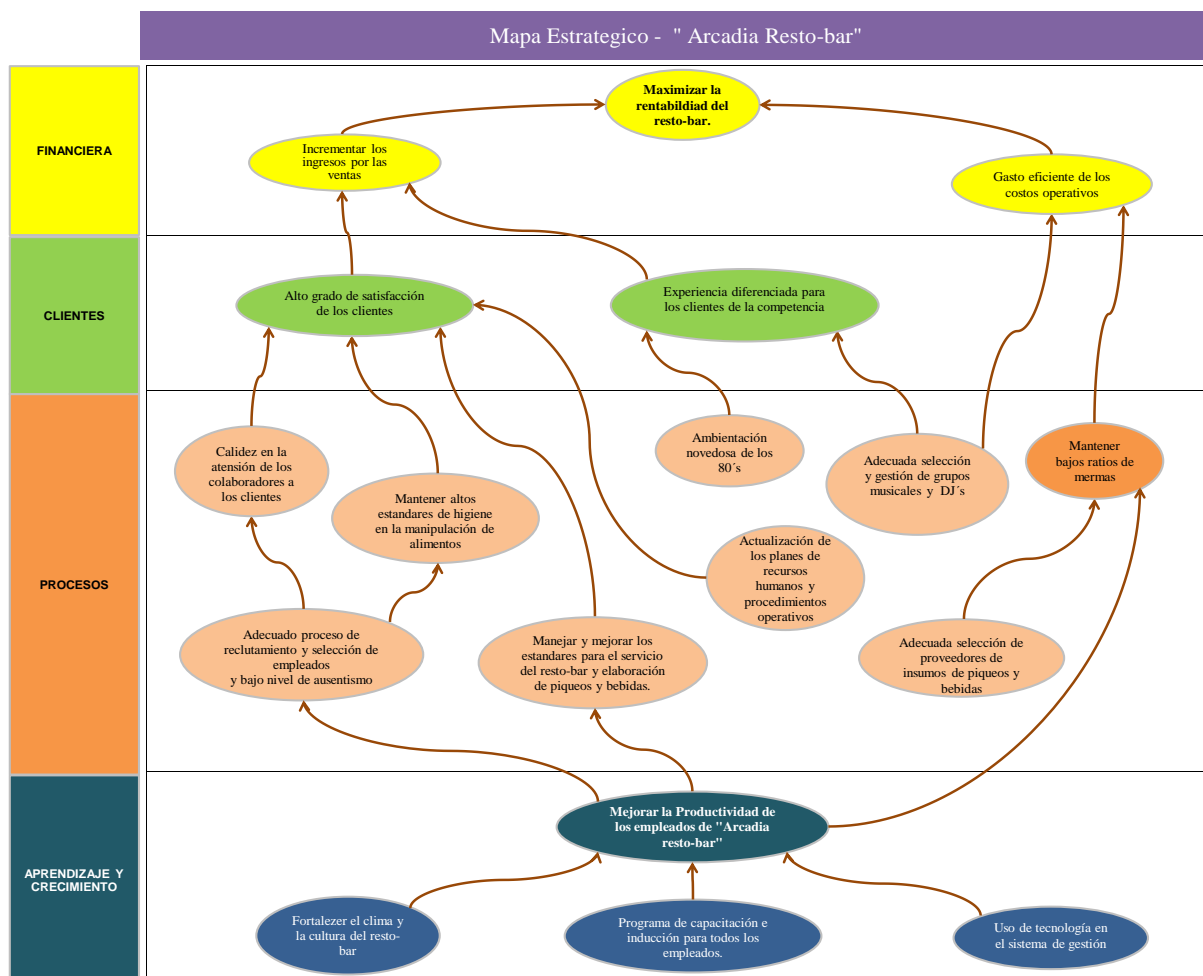 Mapa Estrategico -  " Arcadia Resto-bar"
FINANCIERA
Maximizar la
rentabildiad del
resto-bar.
Incrementar los
ingresos por las
ventas
Gasto eficiente de los
costos operativos
CLIENTES
Alto grado de satisfacción
de los clientes
Experiencia diferenciada para
los clientes de la competencia
PROCESOS
Calidez en la
atención de los
colaboradores a
los clientes
Mantener altos
estandares de higiene
en la manipulación de
alimentos
Ambientación
novedosa de los
80´s
Adecuada selección
y gestión de grupos
musicales y  DJ´s
Mantener
bajos ratios de
mermas
Actualización de
los planes de
recursos
humanos y
procedimientos
operativos
Adecuado proceso de
reclutamiento y selección de
empleados
y bajo nivel de ausentismo
Manejar y mejorar los
estandares para el servicio
del resto-bar y elaboración
de piqueos y bebidas.
Adecuada selección de
proveedores de
insumos de piqueos y
bebidas
APRENDIZAJE  Y
CRECIMIENTO
Mejorar la Productividad de
los empleados de "Arcadia
resto-bar"
Fortalezer el clima y
la cultura del resto-
bar
Programa de capacitación e
inducción para todos los
empleados.
Uso de tecnología en
el sistema de gestión